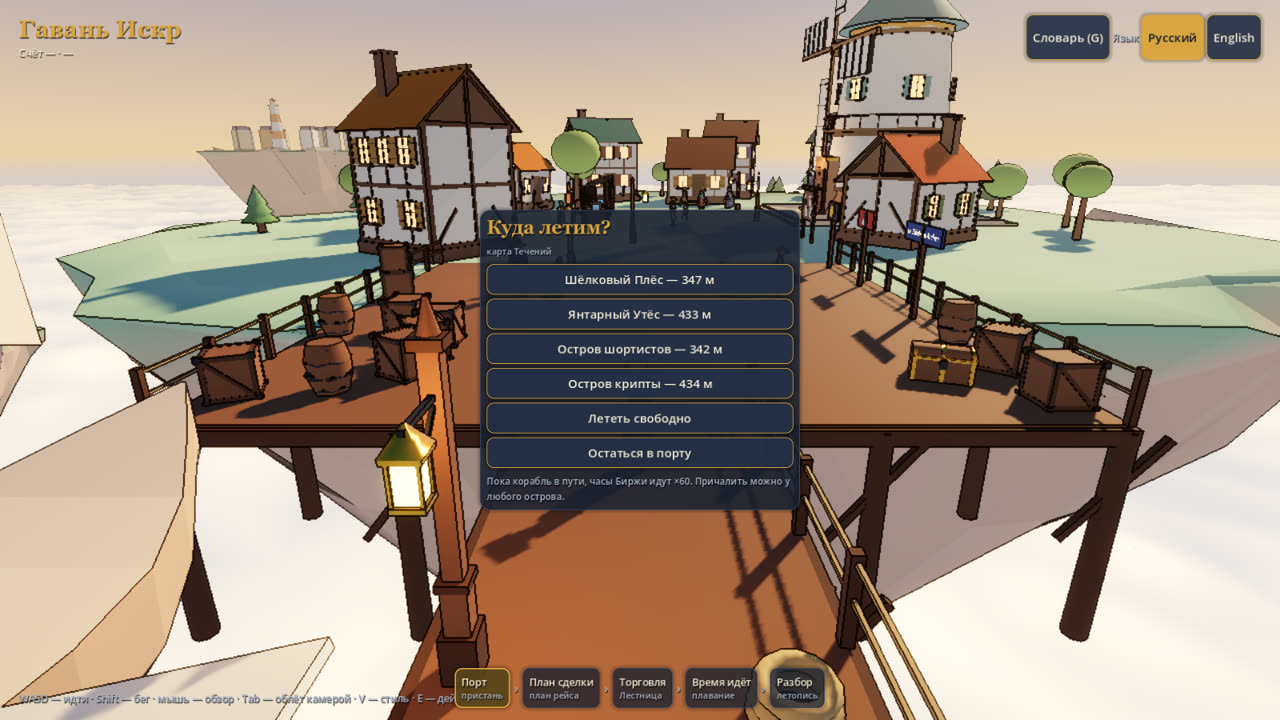 Гавань Искр
Счёт — · —
Словарь (G)
Язык
Русский
English
Куда летим?
карта Течений
Шёлковый Плёс — 347 м
Янтарный Утёс — 433 м
Остров шортистов — 342 м
Остров крипты — 434 м
Лететь свободно
Остаться в порту
Пока корабль в пути, часы Биржи идут ×60. Причалить можно у
любого острова.
WASD — идти · Shift — бег · мышь — обзор · Tab — облёт камерой · V — стиль · E — дей
Порт
пристань
План сделки
план рейса
Торговля
Лестница
Время идёт
плавание
Разбор
летопись